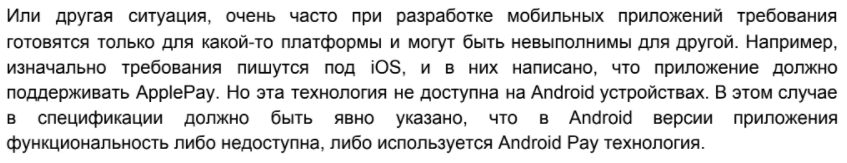 Или другая ситуация, очень часто при разработке мобильных приложений требования
готовятся только для какой-то платформы и могут быть невыполнимы для другой. Например,
изначально требования пишутся под iOS, и в них написано, что приложение должно
поддерживать ApplePay. Но эта технология не доступна на Android устройствах. В этом случае
в спецификации должно быть явно указано, что в Android версии приложения
функциональность либо недоступна, либо используется Android Pay технология.